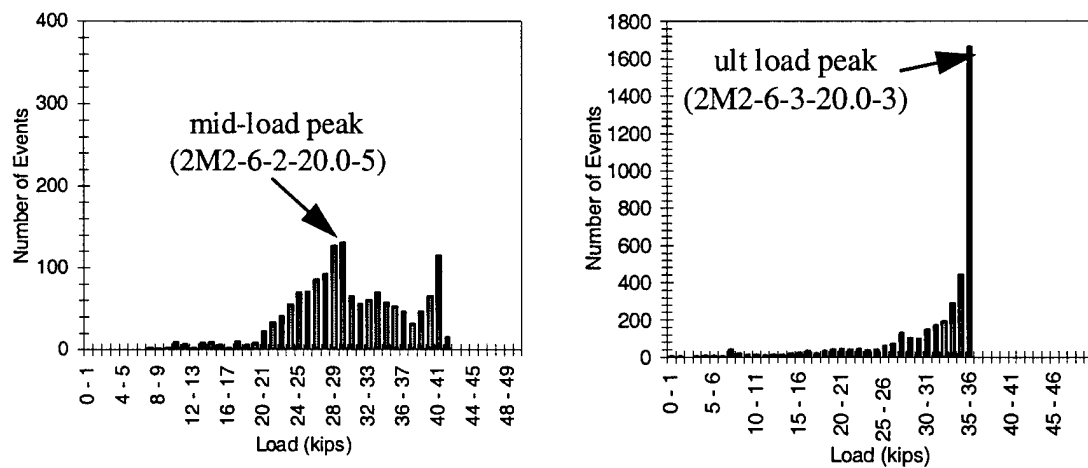 400
300
200
100
0
Number of Events
mid-load peak
(2M2-6-2-20.0-5)
0 - 1
4 - 5
8 - 9
12 - 13
16 - 17
20 - 21
24 - 25
28 - 29
32 - 33
36 - 37
40 - 41
44 - 45
48 - 49
Load (kips)
1800
1600
1400
1200
1000
800
600
400
200
0
Number of Events
ult load peak
(2M2-6-3-20.0-3)
0 - 1
5 - 6
10 - 11
15 - 16
20 - 21
25 - 26
30 - 31
35 - 36
40 - 41
45 - 46
Load (kips)